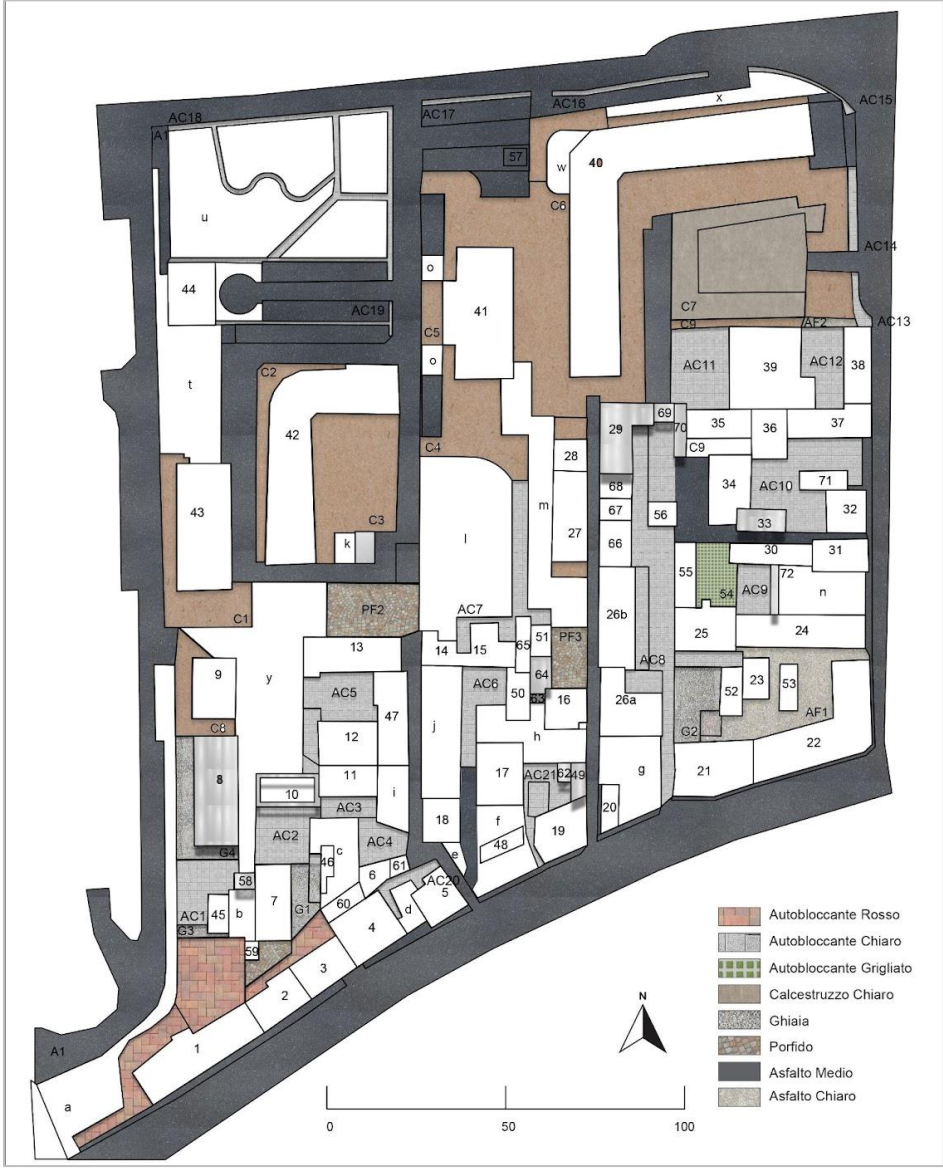 AC18
A1
AC17
AC16
x
AC15
57
w
40
u
C6
AC14
44
o
AC19
41
C7
C5
C9
AF2
AC13
t
C2
o
AC11
39
AC12
38
42
C4
29
69
70
35
36
37
28
C9
43
C3
k
l
m
27
68
67
56
34
AC10
71
32
33
66
30
31
55
54
AC9
72
n
C1
PF2
AC7
26b
13
14
15
65
51
PF3
25
24
9
y
AC5
47
AC6
50
64
63
16
AC8
26a
52
23
53
AF1
C8
12
j
h
G2
22
8
11
17
AC21
62
49
g
21
10
i
20
AC3
18
f
19
AC2
c
AC4
48
G4
46
6
61
e
58
AC20
5
AC1
45
b
7
G1
60
d
G3
4
59
3
2
1
A1
a
Autobloccante Rosso
Autobloccante Chiaro
Autobloccante Grigliato
Calcestruzzo Chiaro
Ghiaia
Porfido
Asfalto Medio
Asfalto Chiaro
N
0
50
100